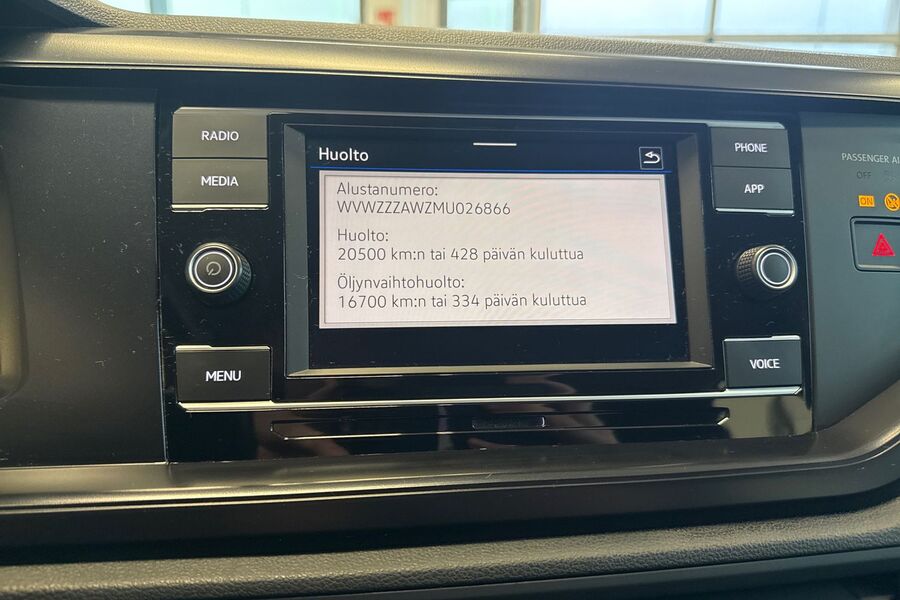 RADIO
MEDIA
MENU
Huolto
Alustanumero:
WVWZZZAWZMU026866
Huolto:
20500 km:n tai 428 päivän kuluttua
Öljynvaihtohuolto:
16700 km:n tai 334 päivän kuluttua
PHONE
APP
VOICE
PASSENGER AI
OFF
ON